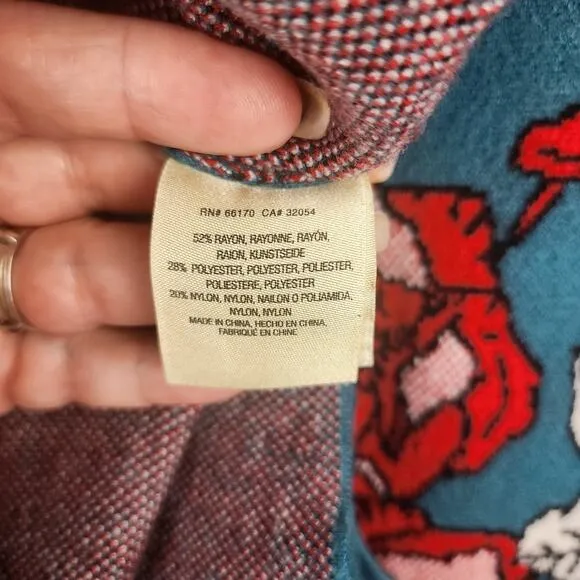 RN# 66170 CA# 32054
52% RAYON, RAYONNE, RAYÓN,
RAION, KUNSTSEIDE
28% POLYESTER, POLYESTER, POLIESTER,
POLIESTERE, POLYESTER
20% NYLON, NYLON, NAILON O POLIAMIDA,
NYLON, NYLON
MADE IN CHINA, HECHO EN CHINA,
FABRIQUÉ EN CHINE